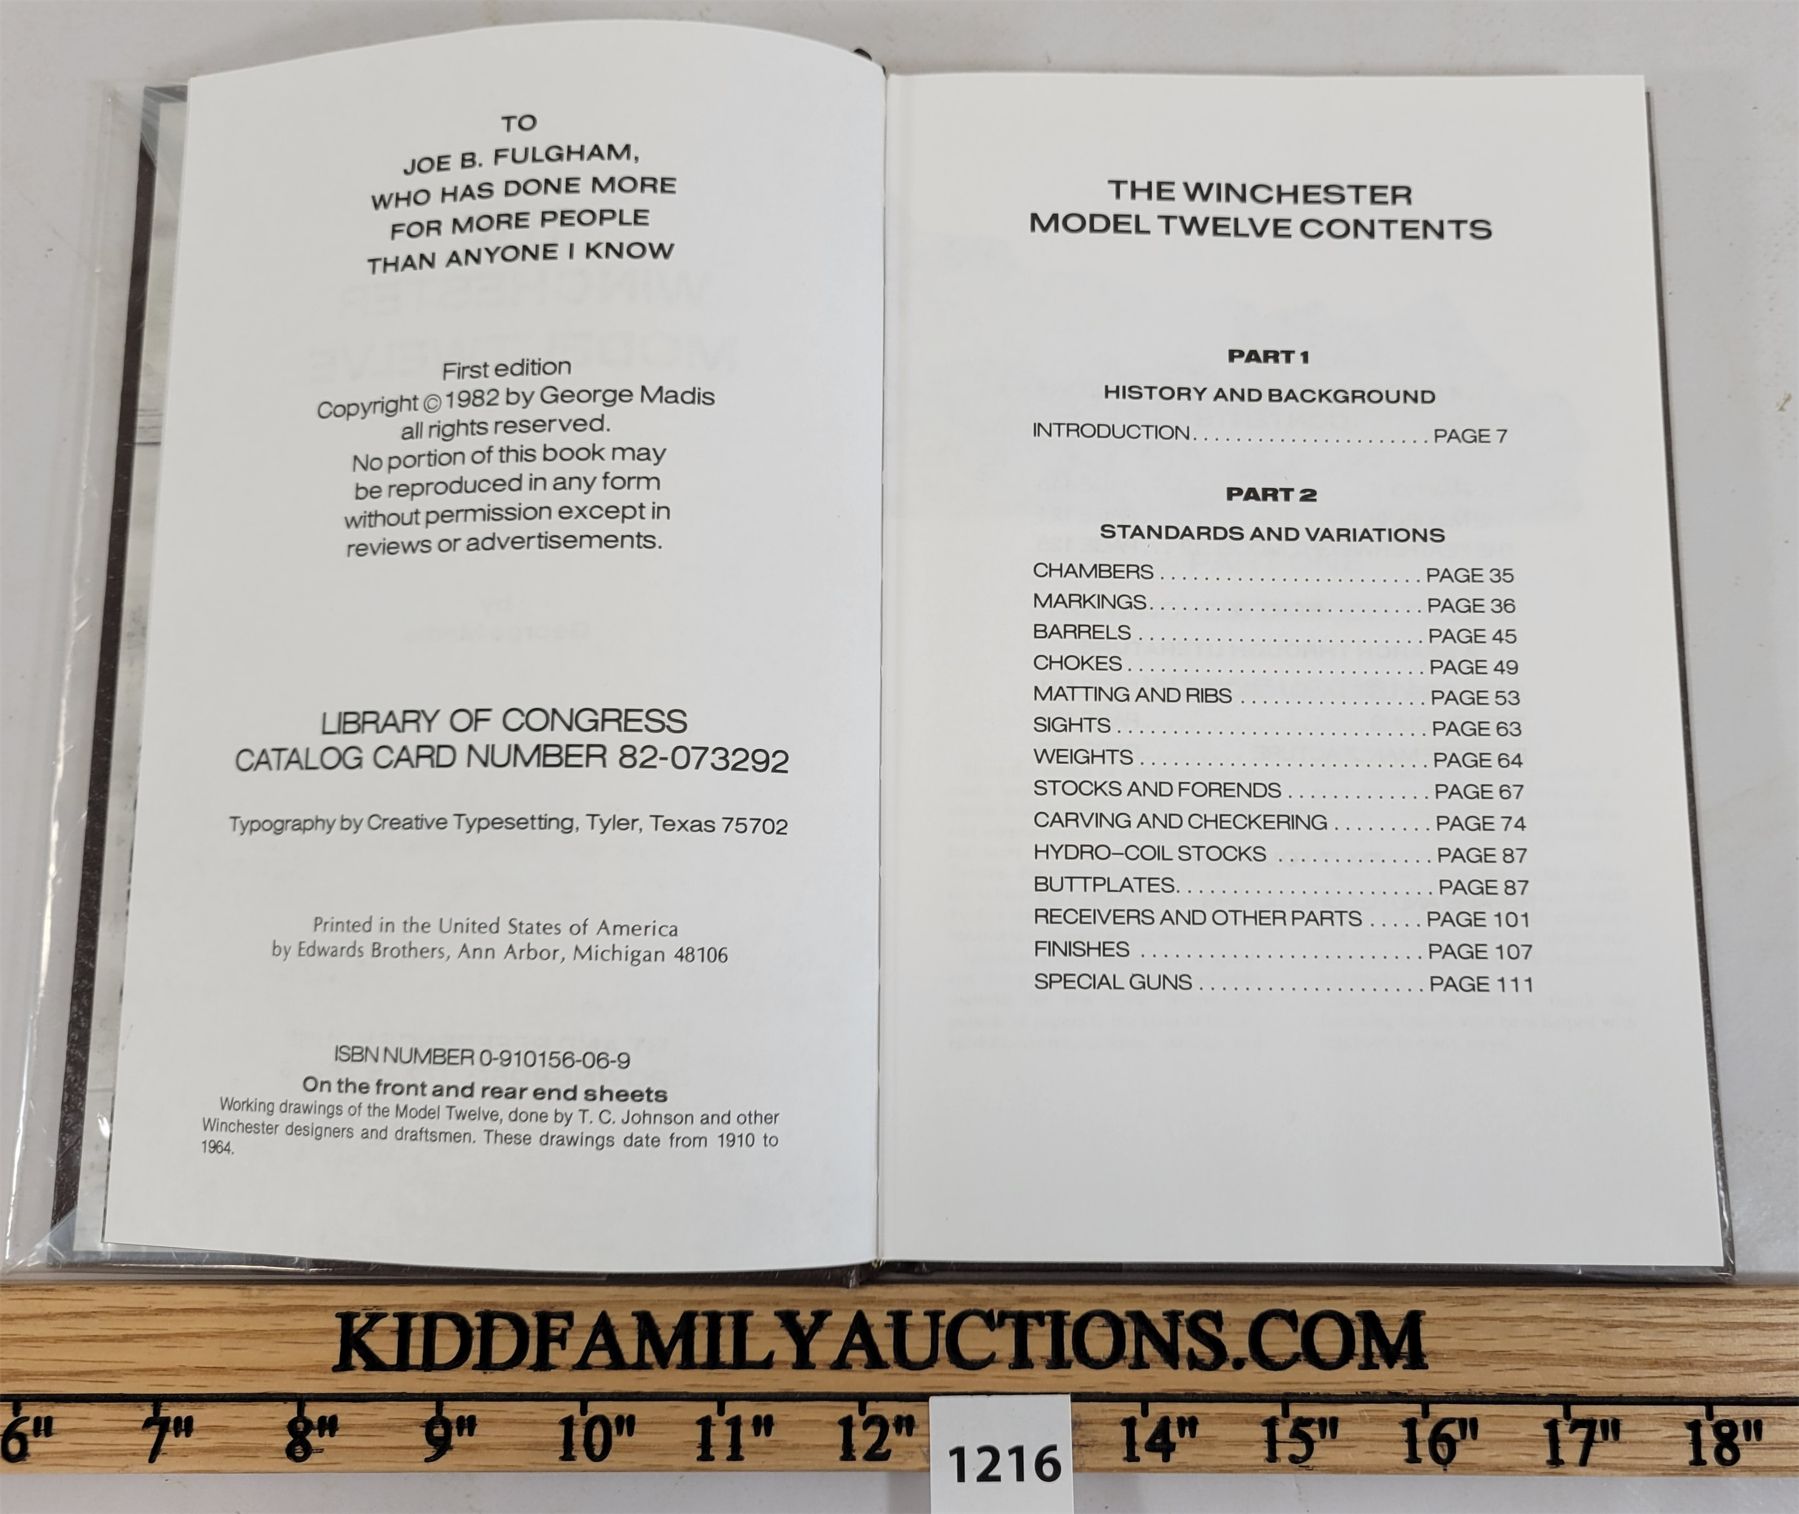 TO
JOE B. FULGHAM,
WHO HAS DONE MORE
FOR MORE PEOPLE
THAN ANYONE I KNOW
First edition
Copyright © 1982 by George Madis
all rights reserved.
No portion of this book may
be reproduced in any form
without permission except in
reviews or advertisements.
LIBRARY OF CONGRESS
CATALOG CARD NUMBER 82-073292
Typography by Creative Typesetting, Tyler, Texas 75702
Printed in the United States of America
by Edwards Brothers, Ann Arbor, Michigan 48106
ISBN NUMBER 0-910156-06-9
On the front and rear end sheets
Working drawings of the Model Twelve, done by T. C. Johnson and other
Winchester designers and draftsmen. These drawings date from 1910 to
1964.
THE WINCHESTER
MODEL TWELVE CONTENTS
PART 1
HISTORY AND BACKGROUND
INTRODUCTION......................PAGE 7
PART 2
STANDARDS AND VARIATIONS
CHAMBERS........................PAGE 35
MARKINGS.........................PAGE 36
BARRELS..........................PAGE 45
CHOKES...........................PAGE 49
MATTING AND RIBS.................PAGE 53
SIGHTS............................PAGE 63
WEIGHTS..........................PAGE 64
STOCKS AND FORENDS.............PAGE 67
CARVING AND CHECKERING.........PAGE 74
HYDRO–COIL STOCKS..............PAGE 87
BUTTPLATES.......................PAGE 87
RECEIVERS AND OTHER PARTS.....PAGE 101
FINISHES.........................PAGE 107
SPECIAL GUNS....................PAGE 111
KIDDFAMILYAUCTIONS.COM
6" 7" 8" 9" 10" 11" 12" 14" 15" 16" 17" 18"
1216